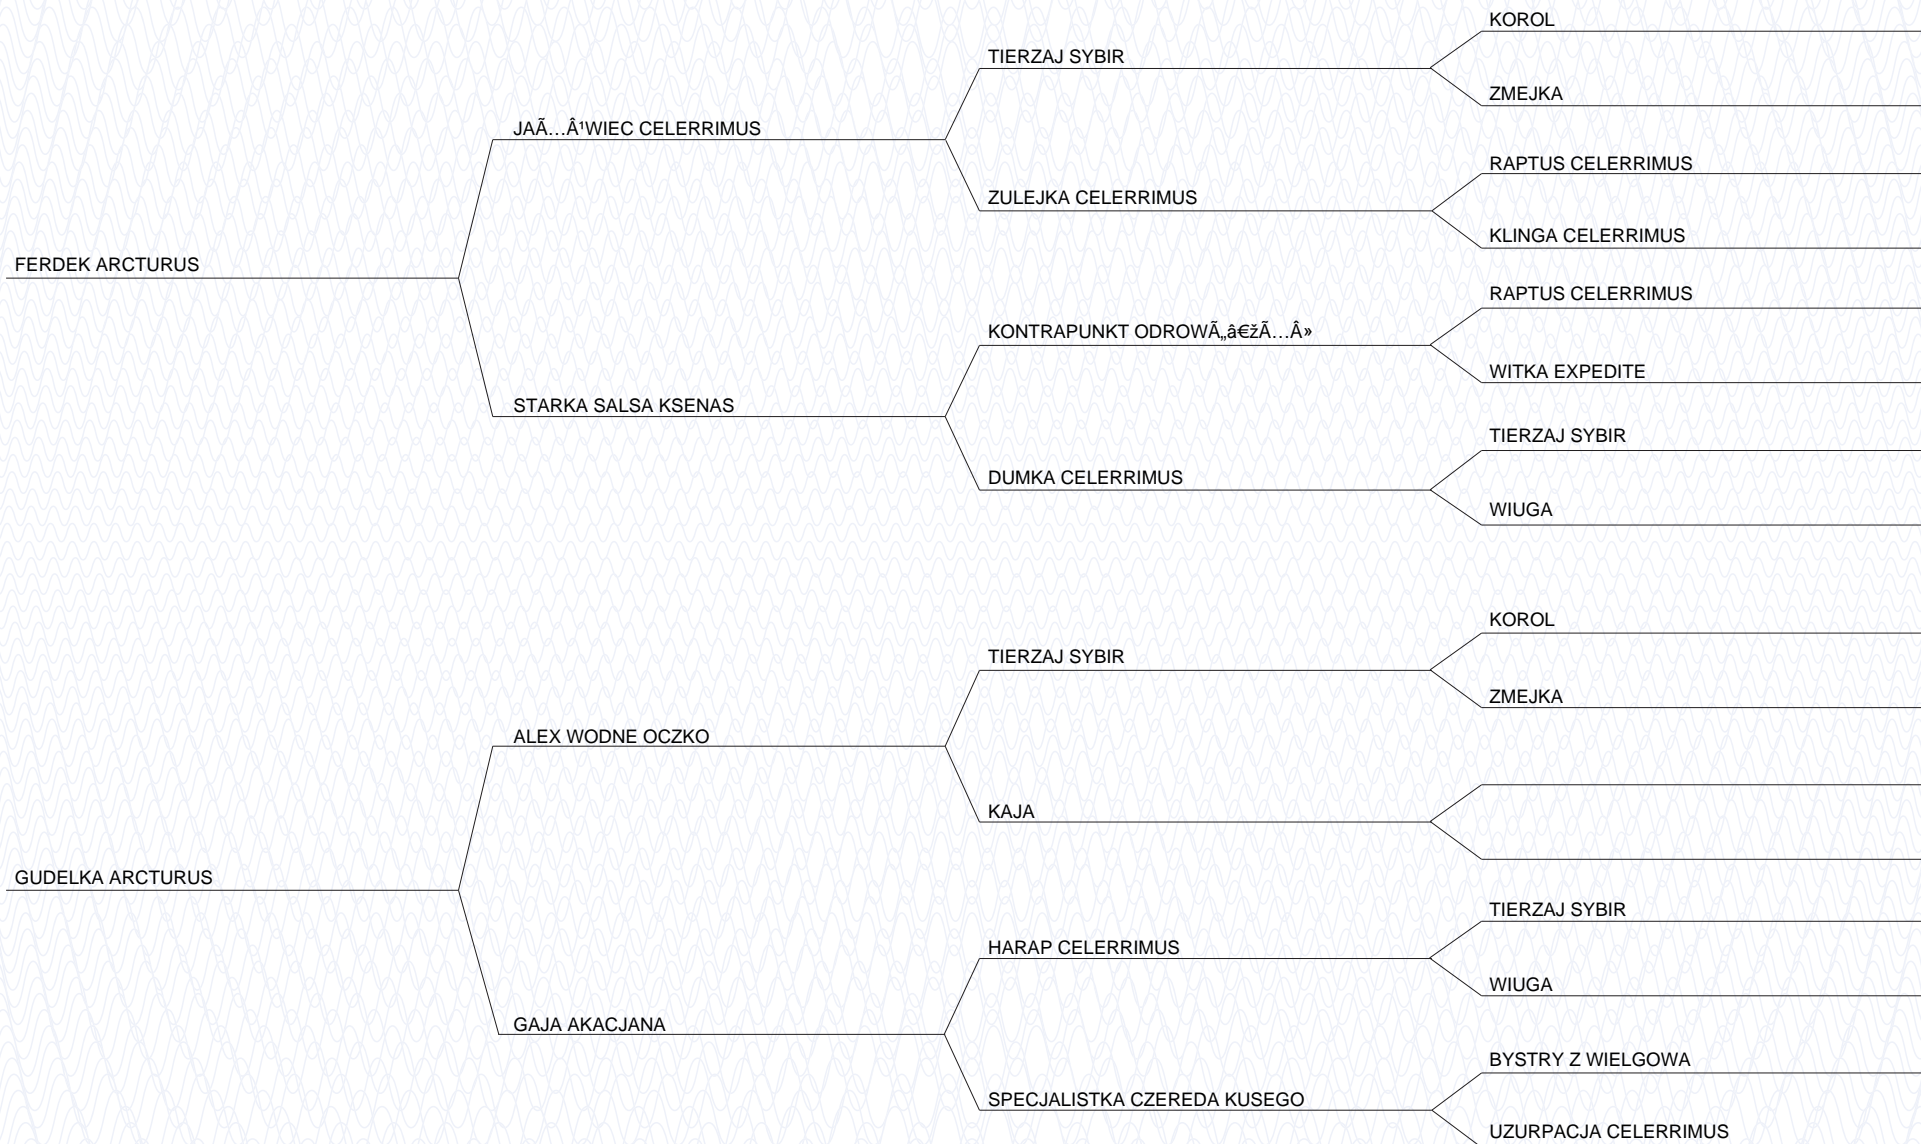 KOROL
TIERZAJ SYBIR
ZMEJKA
JAÃ…Â¹WIEC CELERRIMUS
RAPTUS CELERRIMUS
ZULEJKA CELERRIMUS
KLINGA CELERRIMUS
FERDEK ARCTURUS
RAPTUS CELERRIMUS
KONTRAPUNKT ODROWÃ„â€žÃ…Â»
WITKA EXPEDITE
STARKA SALSA KSENAS
TIERZAJ SYBIR
DUMKA CELERRIMUS
WIUGA
KOROL
TIERZAJ SYBIR
ZMEJKA
ALEX WODNE OCZKO
KAJA
GUDELKA ARCTURUS
TIERZAJ SYBIR
HARAP CELERRIMUS
WIUGA
GAJA AKACJANA
BYSTRY Z WIELGOWA
SPECJALISTKA CZEREDA KUSEGO
UZURPACJA CELERRIMUS